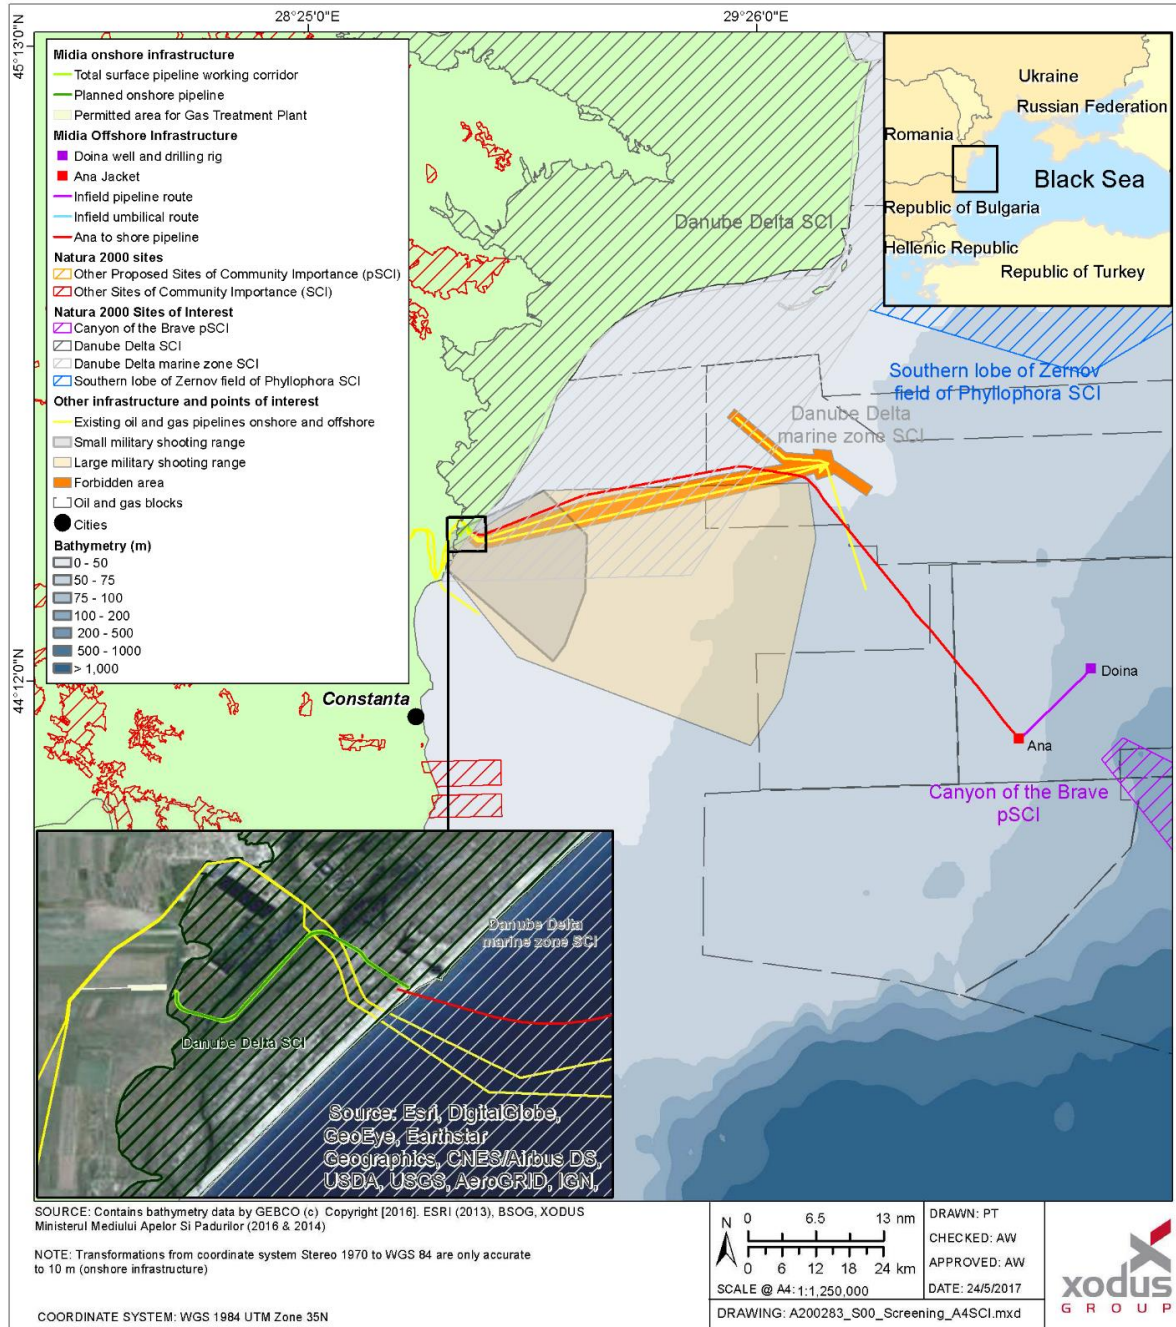 28°25'0"E
29°26'0"E
45°13'0"N
44°12'0"N
Midia onshore infrastructure
Total surface pipeline working corridor
Planned onshore pipeline
Permitted area for Gas Treatment Plant
Midia Offshore Infrastructure
Doina well and drilling rig
Ana Jacket
Infield pipeline route
Infield umbilical route
Ana to shore pipeline
Natura 2000 sites
Other Proposed Sites of Community Importance (pSCI)
Other Sites of Community Importance (SCI)
Natura 2000 Sites of Interest
Canyon of the Brave pSCI
Danube Delta SCI
Danube Delta marine zone SCI
Southern lobe of Zernov field of Phyllophora SCI
Other infrastructure and points of interest
Existing oil and gas pipelines onshore and offshore
Small military shooting range
Large military shooting range
Forbidden area
Oil and gas blocks
Cities
Bathymetry (m)
0 - 50
50 - 75
75 - 100
100 - 200
200 - 500
500 - 1000
> 1,000
Ukraine
Russian Federation
Romania
Black Sea
Republic of Bulgaria
Hellenic Republic
Republic of Turkey
Danube Delta SCI
Southern lobe of Zernov
field of Phyllophora SCI
Danube Delta
marine zone SCI
Doina
Constanta
Ana
Canyon of the Brave
pSCI
Danube Delta
marine zone SCI
Danube Delta SCI
Source: Esri, DigitalGlobe,
GeoEye, Earthstar
Geographics, CNES/Airbus DS,
USDA, USGS, AeroGRID, IGN,
SOURCE: Contains bathymetry data by GEBCO (c) Copyright [2016]. ESRI (2013), BSOG, XODUS
Ministerul Mediului Apelor Si Padurilor (2016 & 2014)
NOTE: Transformations from coordinate system Stereo 1970 to WGS 84 are only accurate
to 10 m (onshore infrastructure)
COORDINATE SYSTEM: WGS 1984 UTM Zone 35N
N
0 6.5 13 nm
0 6 12 18 24 km
SCALE @ A4: 1:1,250,000
DRAWN: PT
CHECKED: AW
APPROVED: AW
DATE: 24/5/2017
DRAWING: A200283_S00_Screening_A4SCI.mxd
xodus
GROUP